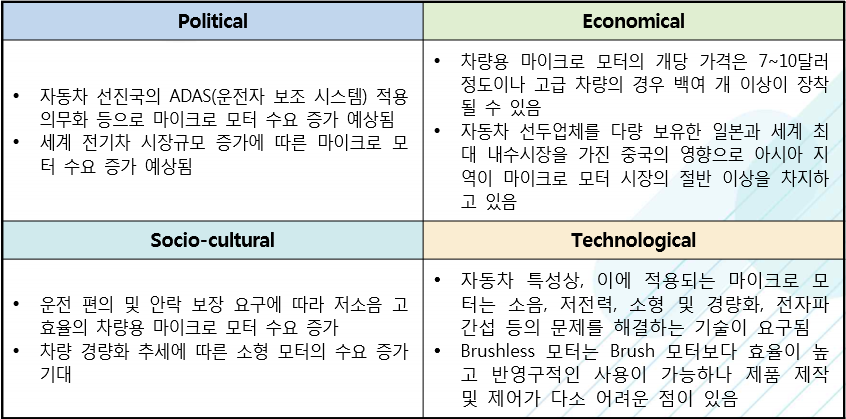 Political
• 자동차 선진국의 ADAS(운전자 보조 시스템) 적용
의무화 등으로 마이크로 모터 수요 증가 예상됨
• 세계 전기차 시장규모 증가에 따른 마이크로 모
터 수요 증가 예상됨
Economical
• 차량용 마이크로 모터의 개당 가격은 7~10달러
정도이나 고급 차량의 경우 백여 개 이상이 장착
될 수 있음
• 자동차 선두업체를 다량 보유한 일본과 세계 최
대 내수시장을 가진 중국의 영향으로 아시아 지
역이 마이크로 모터 시장의 절반 이상을 차지하
고 있음
Socio-cultural
• 운전 편의 및 안락 보장 요구에 따라 저소음 고
효율의 차량용 마이크로 모터 수요 증가
• 차량 경량화 추세에 따른 소형 모터의 수요 증가
기대
Technological
• 자동차 특성상, 이에 적용되는 마이크로 모
터는 소음, 저전력, 소형 및 경량화, 전자파
간섭 등의 문제를 해결하는 기술이 요구됨
• Brushless 모터는 Brush 모터보다 효율이 높
고 반영구적인 사용이 가능하나 제품 제작
및 제어가 다소 어려운 점이 있음